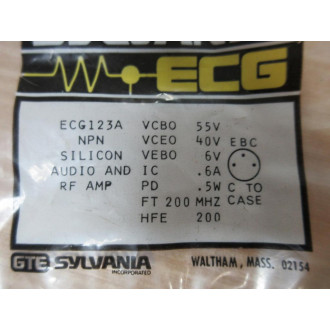 SYLVANIA
ECG
ECG123A VCBO 55V
NPN VCEO 40V EBC
SILICON VEBO 6V
AUDIO AND IC .6A
RF AMP PD .5W C TO
FT 200 MHZ CASE
HFE 200
GTE SYLVANIA WALTHAM, MASS. 02154
INCORPORATED